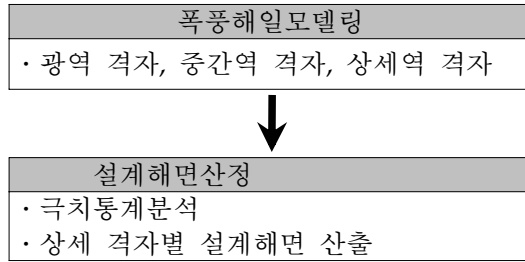 폭풍해일모델링
· 광역 격자, 중간역 격자, 상세역 격자
설계해면산정
· 극치통계분석
· 상세 격자별 설계해면 산출